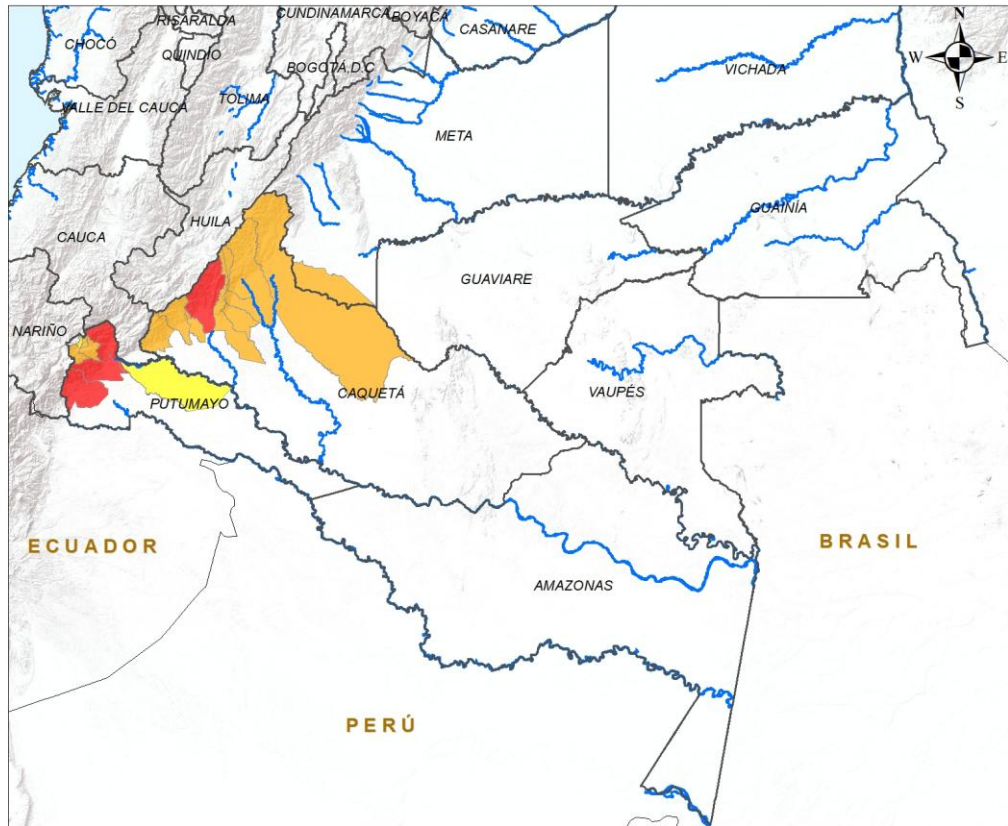 CUNDINAMARCA
BOYACÁ
RISARALDA
CASANARE
N
CHOCÓ
QUINDÍO
BOGOTÁ D.C
W
E
VICHADA
S
VALLE DEL CAUCA
TOLIMA
META
HUILA
GUAINÍA
CAUCA
GUAVIARE
NARIÑO
CAQUETÁ
VAUPÉS
PUTUMAYO
ECUADOR
BRASIL
AMAZONAS
PERÚ